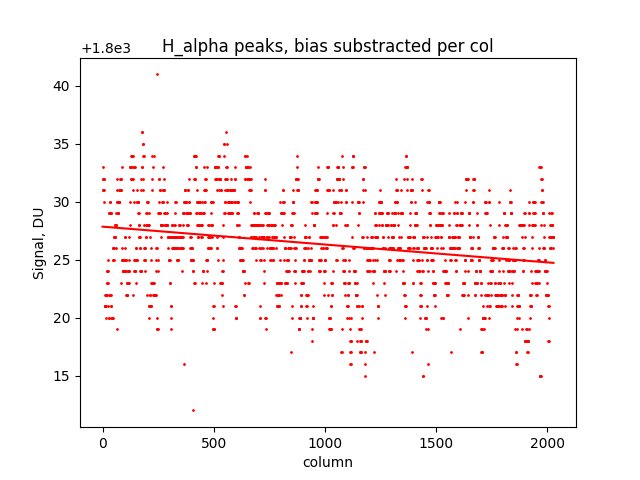 H_alpha peaks, bias substracted per col
+1.8e3
40
35
30
25
20
15
Signal, DU
0 500 1000 1500 2000
column